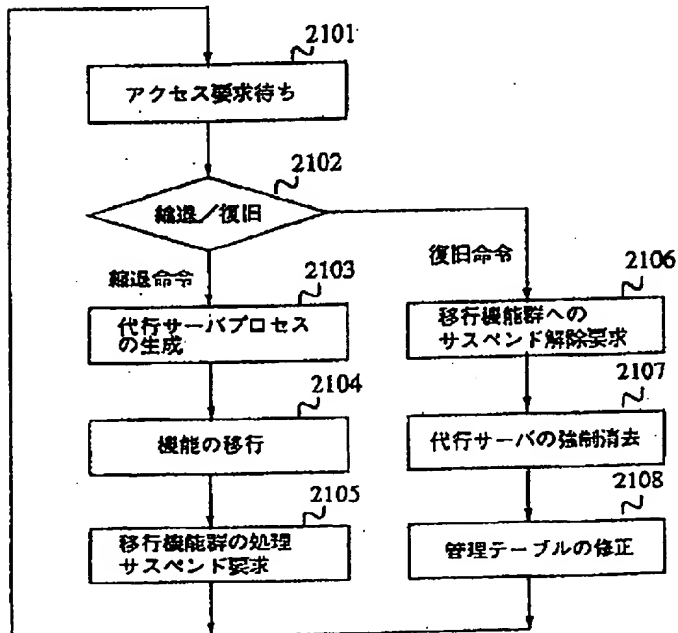 2101
アクセス要求待ち
2102
縮退/復旧
縮退命令
復旧命令
2103
代行サーバプロセス
の生成
2104
機能の移行
2105
移行機能群の処理
サスペンド要求
2106
移行機能群への
サスペンド解除要求
2107
代行サーバの強制消去
2108
管理テーブルの修正